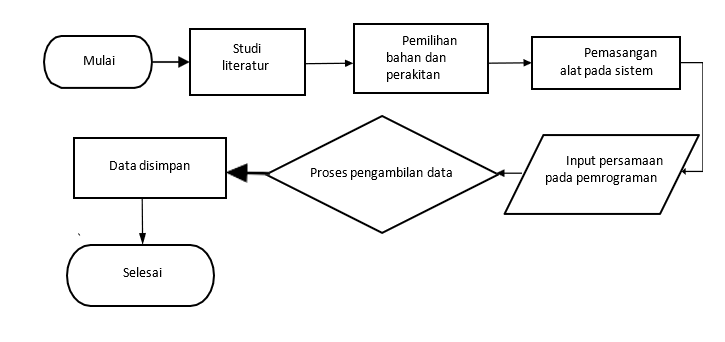 Mulai
Studi
literatur
Pemilihan
bahan dan
perakitan
Pemasangan
alat pada sistem
Input persamaan
pada pemrograman
Proses pengambilan data
Data disimpan
Selesai